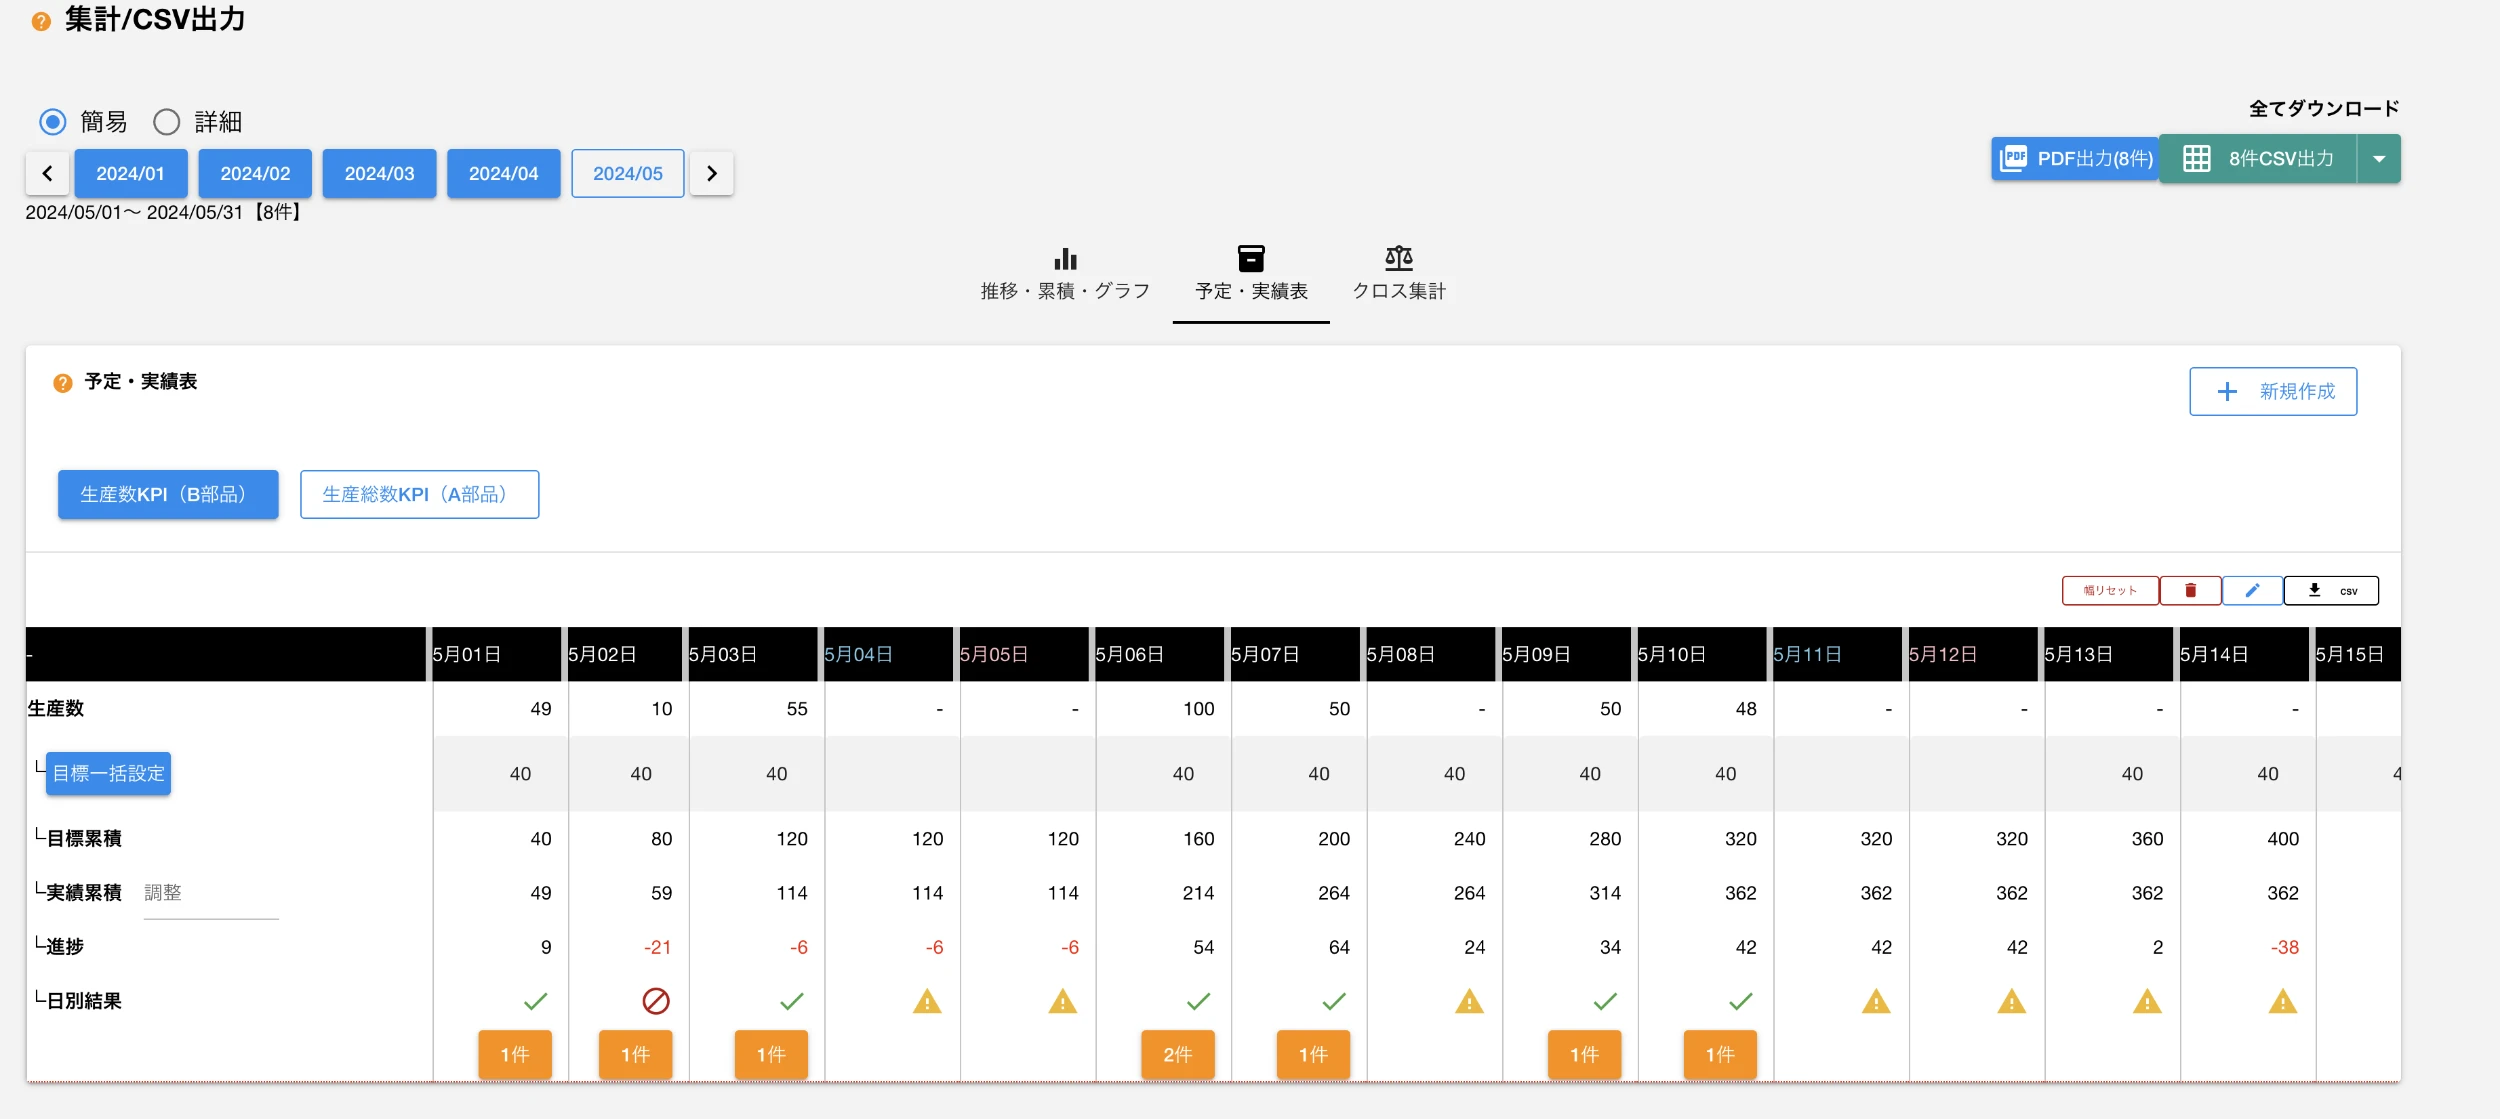 集計/CSV出力
簡易 詳細
全てダウンロード
2024/01 2024/02 2024/03 2024/04 2024/05
PDF PDF出力(8件) 8件CSV出力
2024/05/01～ 2024/05/31【8件】
推移・累積・グラフ 予定・実績表 クロス集計
予定・実績表
新規作成
生産数KPI（B部品） 生産総数KPI（A部品）
幅リセット csv
- 5月01日 5月02日 5月03日 5月04日 5月05日 5月06日 5月07日 5月08日 5月09日 5月10日 5月11日 5月12日 5月13日 5月14日 5月15日
生産数 49 10 55 - - 100 50 - 50 48 - - - -
└目標一括設定 40 40 40 40 40 40 40 40 40 40 4
└目標累積 40 80 120 120 120 160 200 240 280 320 320 320 360 400
└実績累積 調整 49 59 114 114 114 214 264 264 314 362 362 362 362 362
└進捗 9 -21 -6 -6 -6 54 64 24 34 42 42 42 2 -38
└日別結果
1件 1件 1件 2件 1件 1件 1件